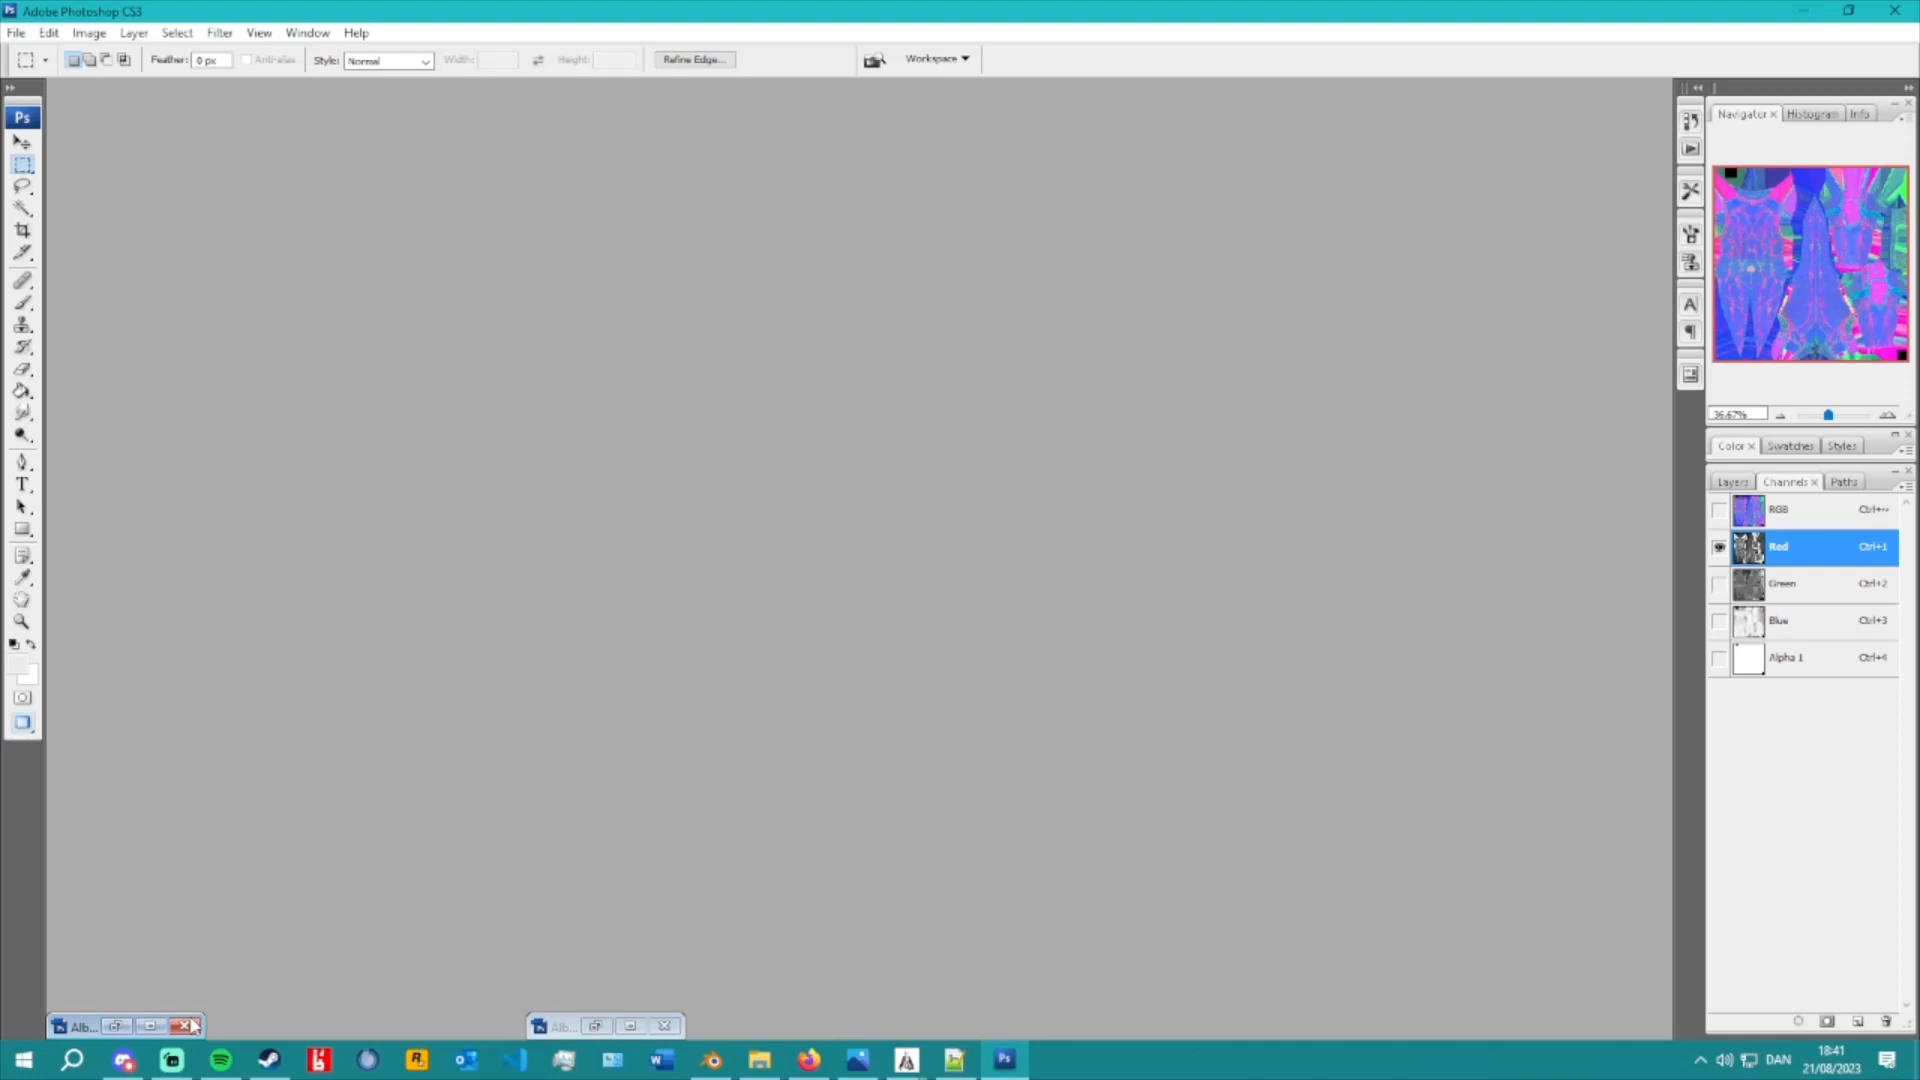 Adobe Photoshop CS3
File Edit Image Layer Select Filter View Window Help
Feather: 0 px Anti-alias Style: Normal Width: Height: Refine Edge... Workspace
Ps
Navigator Histogram Info
36.67%
Color Swatches Styles
Layers Channels Paths
RGB Ctrl+~
Red Ctrl+1
Green Ctrl+2
Blue Ctrl+3
Alpha 1 Ctrl+4
Alb... Alb...
DAN 18:41
21/08/2023